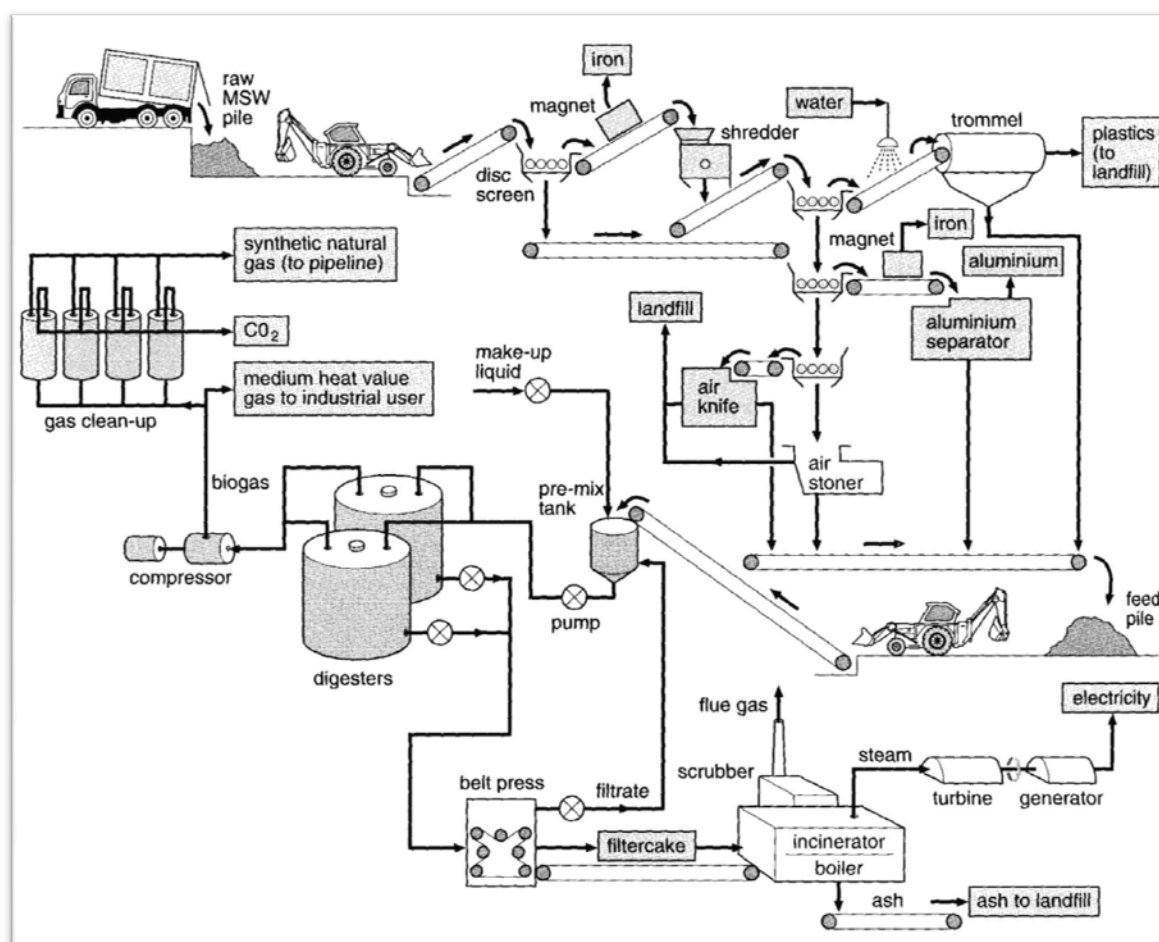 raw
MSW
pile
iron
magnet
shredder
disc
screen
water
trommel
plastics
(to
landfill)
magnet
iron
aluminium
aluminium
separator
landfill
air
knife
air
stoner
synthetic natural
gas (to pipeline)
C0₂
medium heat value
gas to industrial user
gas clean-up
make-up
liquid
biogas
pre-mix
tank
compressor
pump
digesters
feed
pile
flue gas
electricity
steam
scrubber
turbine
generator
belt press
filtrate
filtercake
incinerator
boiler
ash
ash to landfill